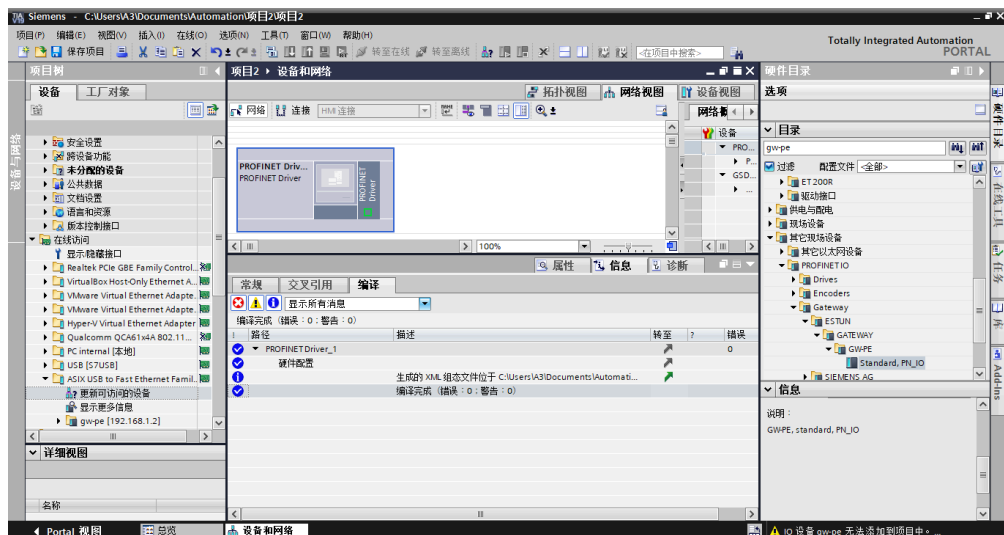 Siemens - C:\Users\A3\Documents\Automation\项目2\项目2
项目(P) 编辑(E) 视图(V) 插入(I) 在线(O) 选项(N) 工具(T) 窗口(W) 帮助(H)
Totally Integrated Automation
PORTAL
保存项目 转至在线 转至离线 <在项目中搜索>
项目树
设备 工厂对象
设备与网络
安全设置
跨设备功能
未分配的设备
公共数据
文档设置
语言和资源
版本控制接口
在线访问
显示/隐藏接口
Realtek PCIe GBE Family Control...
VirtualBox Host-Only Ethernet A...
VMware Virtual Ethernet Adapte...
VMware Virtual Ethernet Adapte...
Hyper-V Virtual Ethernet Adapter
Qualcomm QCA61x4A 802.11...
PC internal [本地]
USB [S7USB]
ASIX USB to Fast Ethernet Famil...
更新可访问的设备
显示更多信息
gw-pe [192.168.1.2]
详细视图
名称
项目2 设备和网络
拓扑视图 网络视图 设备视图
网络 连接 HMI 连接
PROFINET Driv...
PROFINET Driver
PROFINET
Driver
100%
设备
PRO...
P...
GSD...
...
属性 信息 诊断
常规 交叉引用 编译
显示所有消息
编译完成（错误：0；警告：0）
! 路径 描述 转至 ? 错误
PROFINET Driver_1 0
硬件配置
生成的 XML 组态文件位于 C:\Users\A3\Documents\Automati...
编译完成（错误：0；警告：0）
硬件目录
选项
目录
gw-pe
过滤 配置文件 <全部>
ET 200R
驱动接口
供电与配电
现场设备
其它现场设备
其它以太网设备
PROFINET IO
Drives
Encoders
Gateway
ESTUN
GATEWAY
GW-PE
Standard, PN_IO
SIEMENS AG
信息
说明：
GW-PE, standard, PN_IO
硬件目录
在线工具
任务
库
Add-Ins
Portal 视图 总览 设备和网络
IO 设备 gw-pe 无法添加到项目中。...